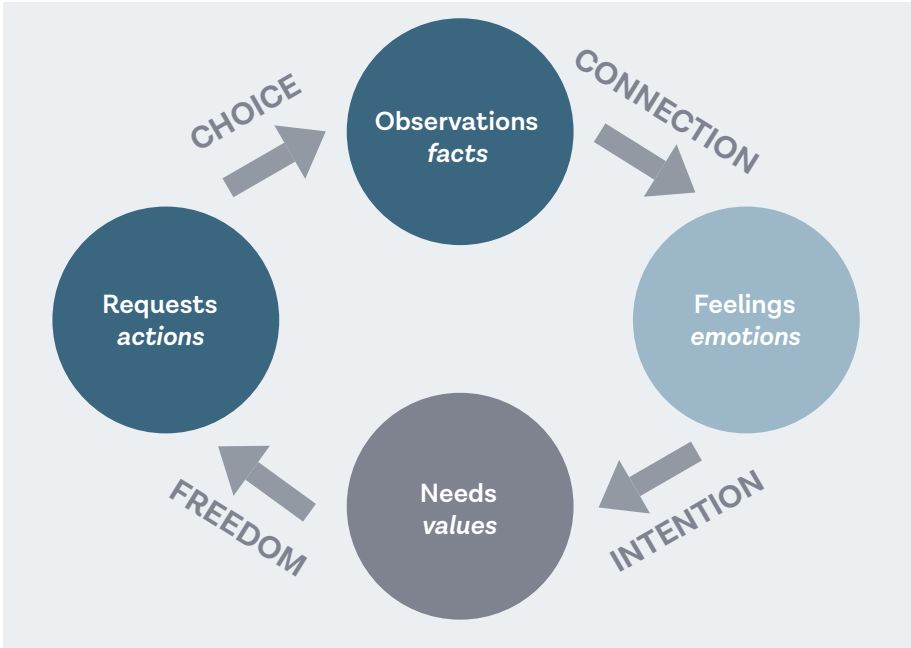 CHOICE
CONNECTION
Observations
facts
Requests
actions
Feelings
emotions
Needs
values
FREEDOM
INTENTION